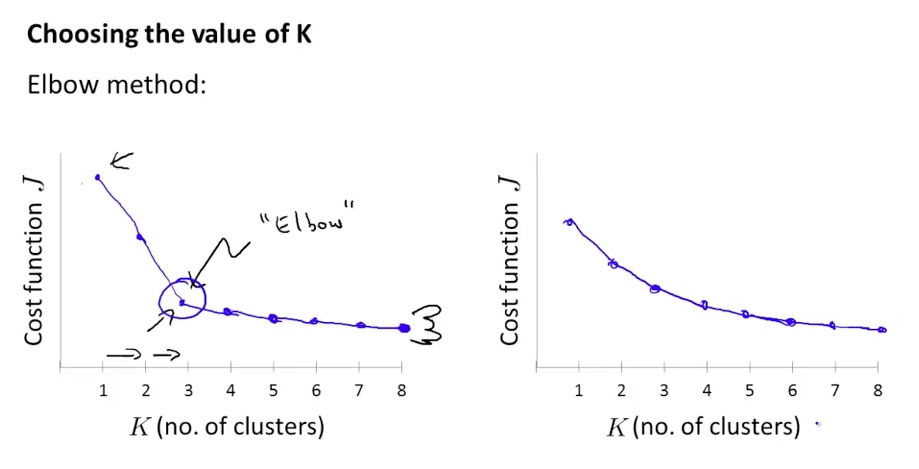 Choosing the value of K
Elbow method:
Cost function J
"Elbow"
1 2 3 4 5 6 7 8
K (no. of clusters)
Cost function J
1 2 3 4 5 6 7 8
K (no. of clusters)